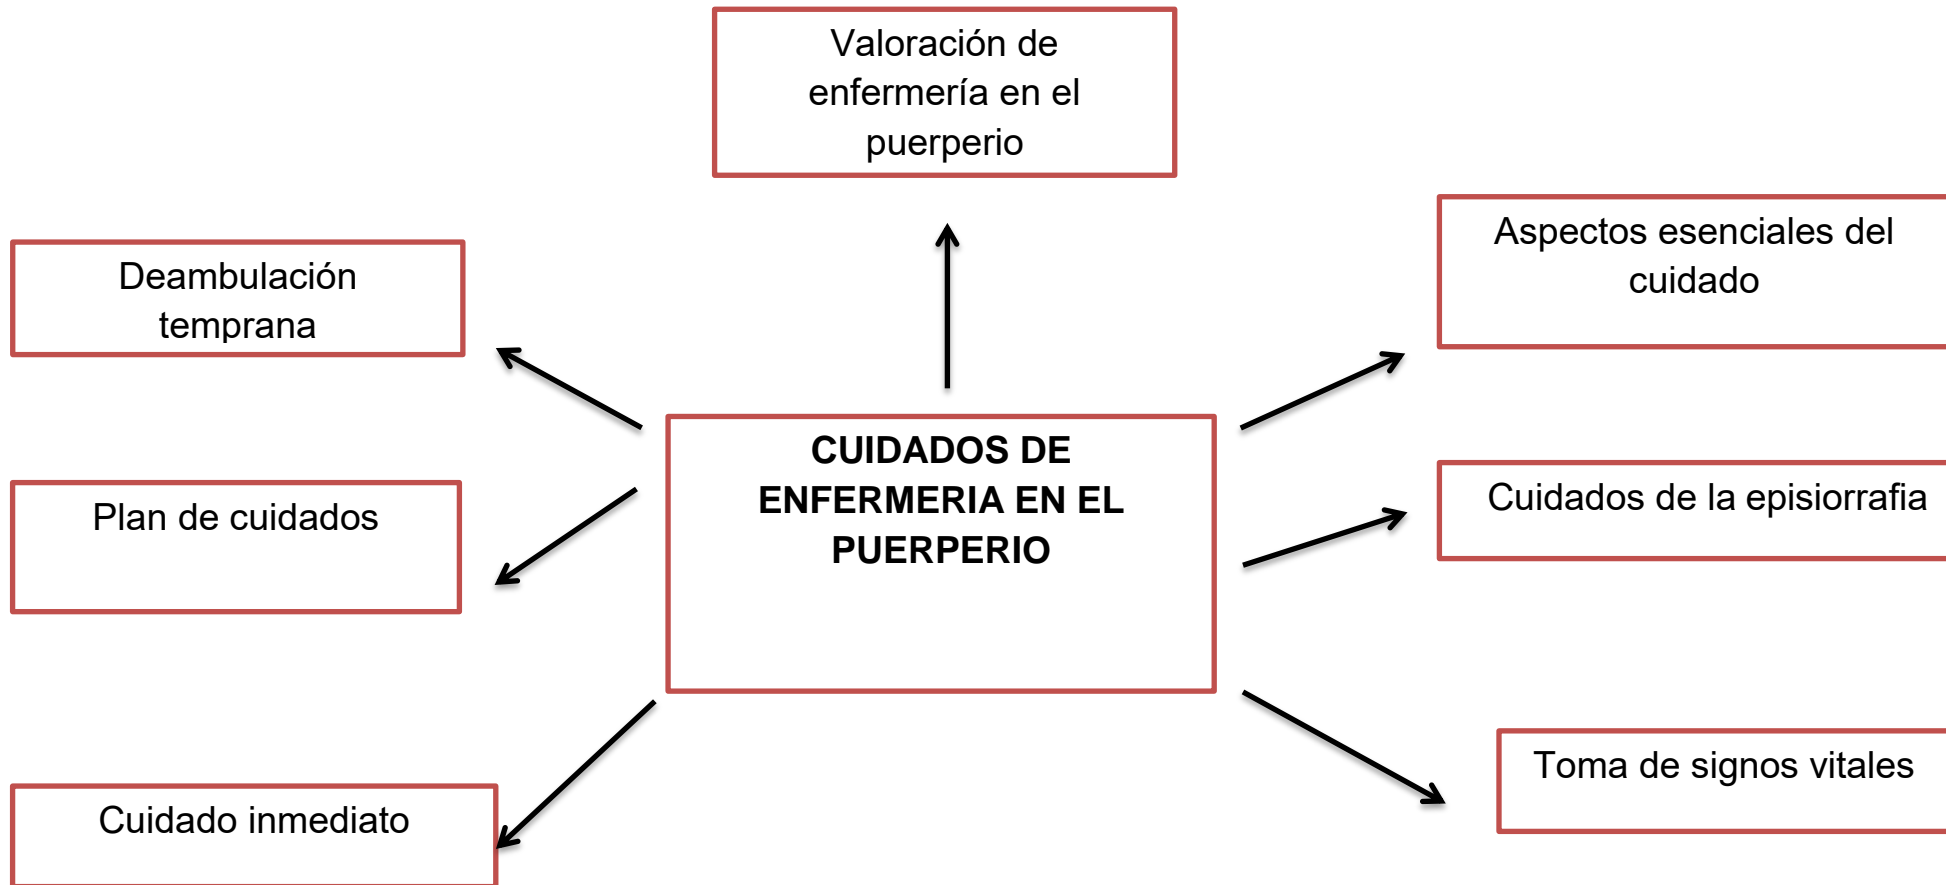 Valoración de
enfermería en el
puerperio
Aspectos esenciales del
cuidado
Deambulación
temprana
CUIDADOS DE
ENFERMERIA EN EL
PUERPERIO
Plan de cuidados
Cuidados de la episiorrafia
Toma de signos vitales
Cuidado inmediato